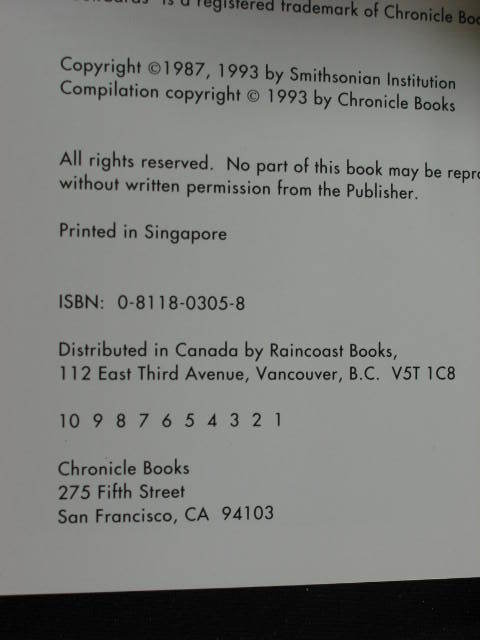 is a registered trademark of Chronicle Boo
Copyright ©1987, 1993 by Smithsonian Institution
Compilation copyright © 1993 by Chronicle Books
All rights reserved. No part of this book may be repro
without written permission from the Publisher.
Printed in Singapore
ISBN: 0-8118-0305-8
Distributed in Canada by Raincoast Books,
112 East Third Avenue, Vancouver, B.C. V5T 1C8
10 9 8 7 6 5 4 3 2 1
Chronicle Books
275 Fifth Street
San Francisco, CA 94103